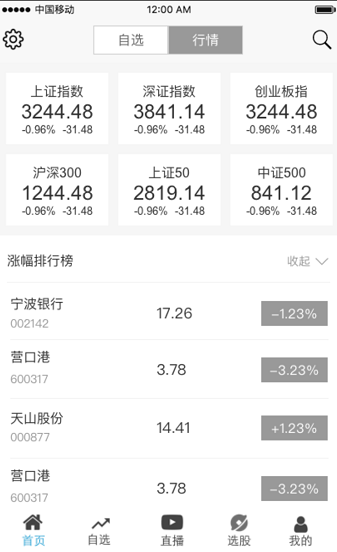 中国移动 12:00 AM
自选 行情
上证指数 深证指数 创业板指
3244.48 3841.14 3244.48
-0.96% -31.48 -0.96% -31.48 -0.96% -31.48
沪深300 上证50 中证500
1244.48 2819.14 841.12
-0.96% -31.48 -0.96% -31.48 -0.96% -31.48
涨幅排行榜 收起
宁波银行 17.26 -1.23%
002142
营口港 3.78 -3.23%
600317
天山股份 14.41 +1.23%
000877
营口港 3.78 -3.23%
600317
首页 自选 直播 选股 我的